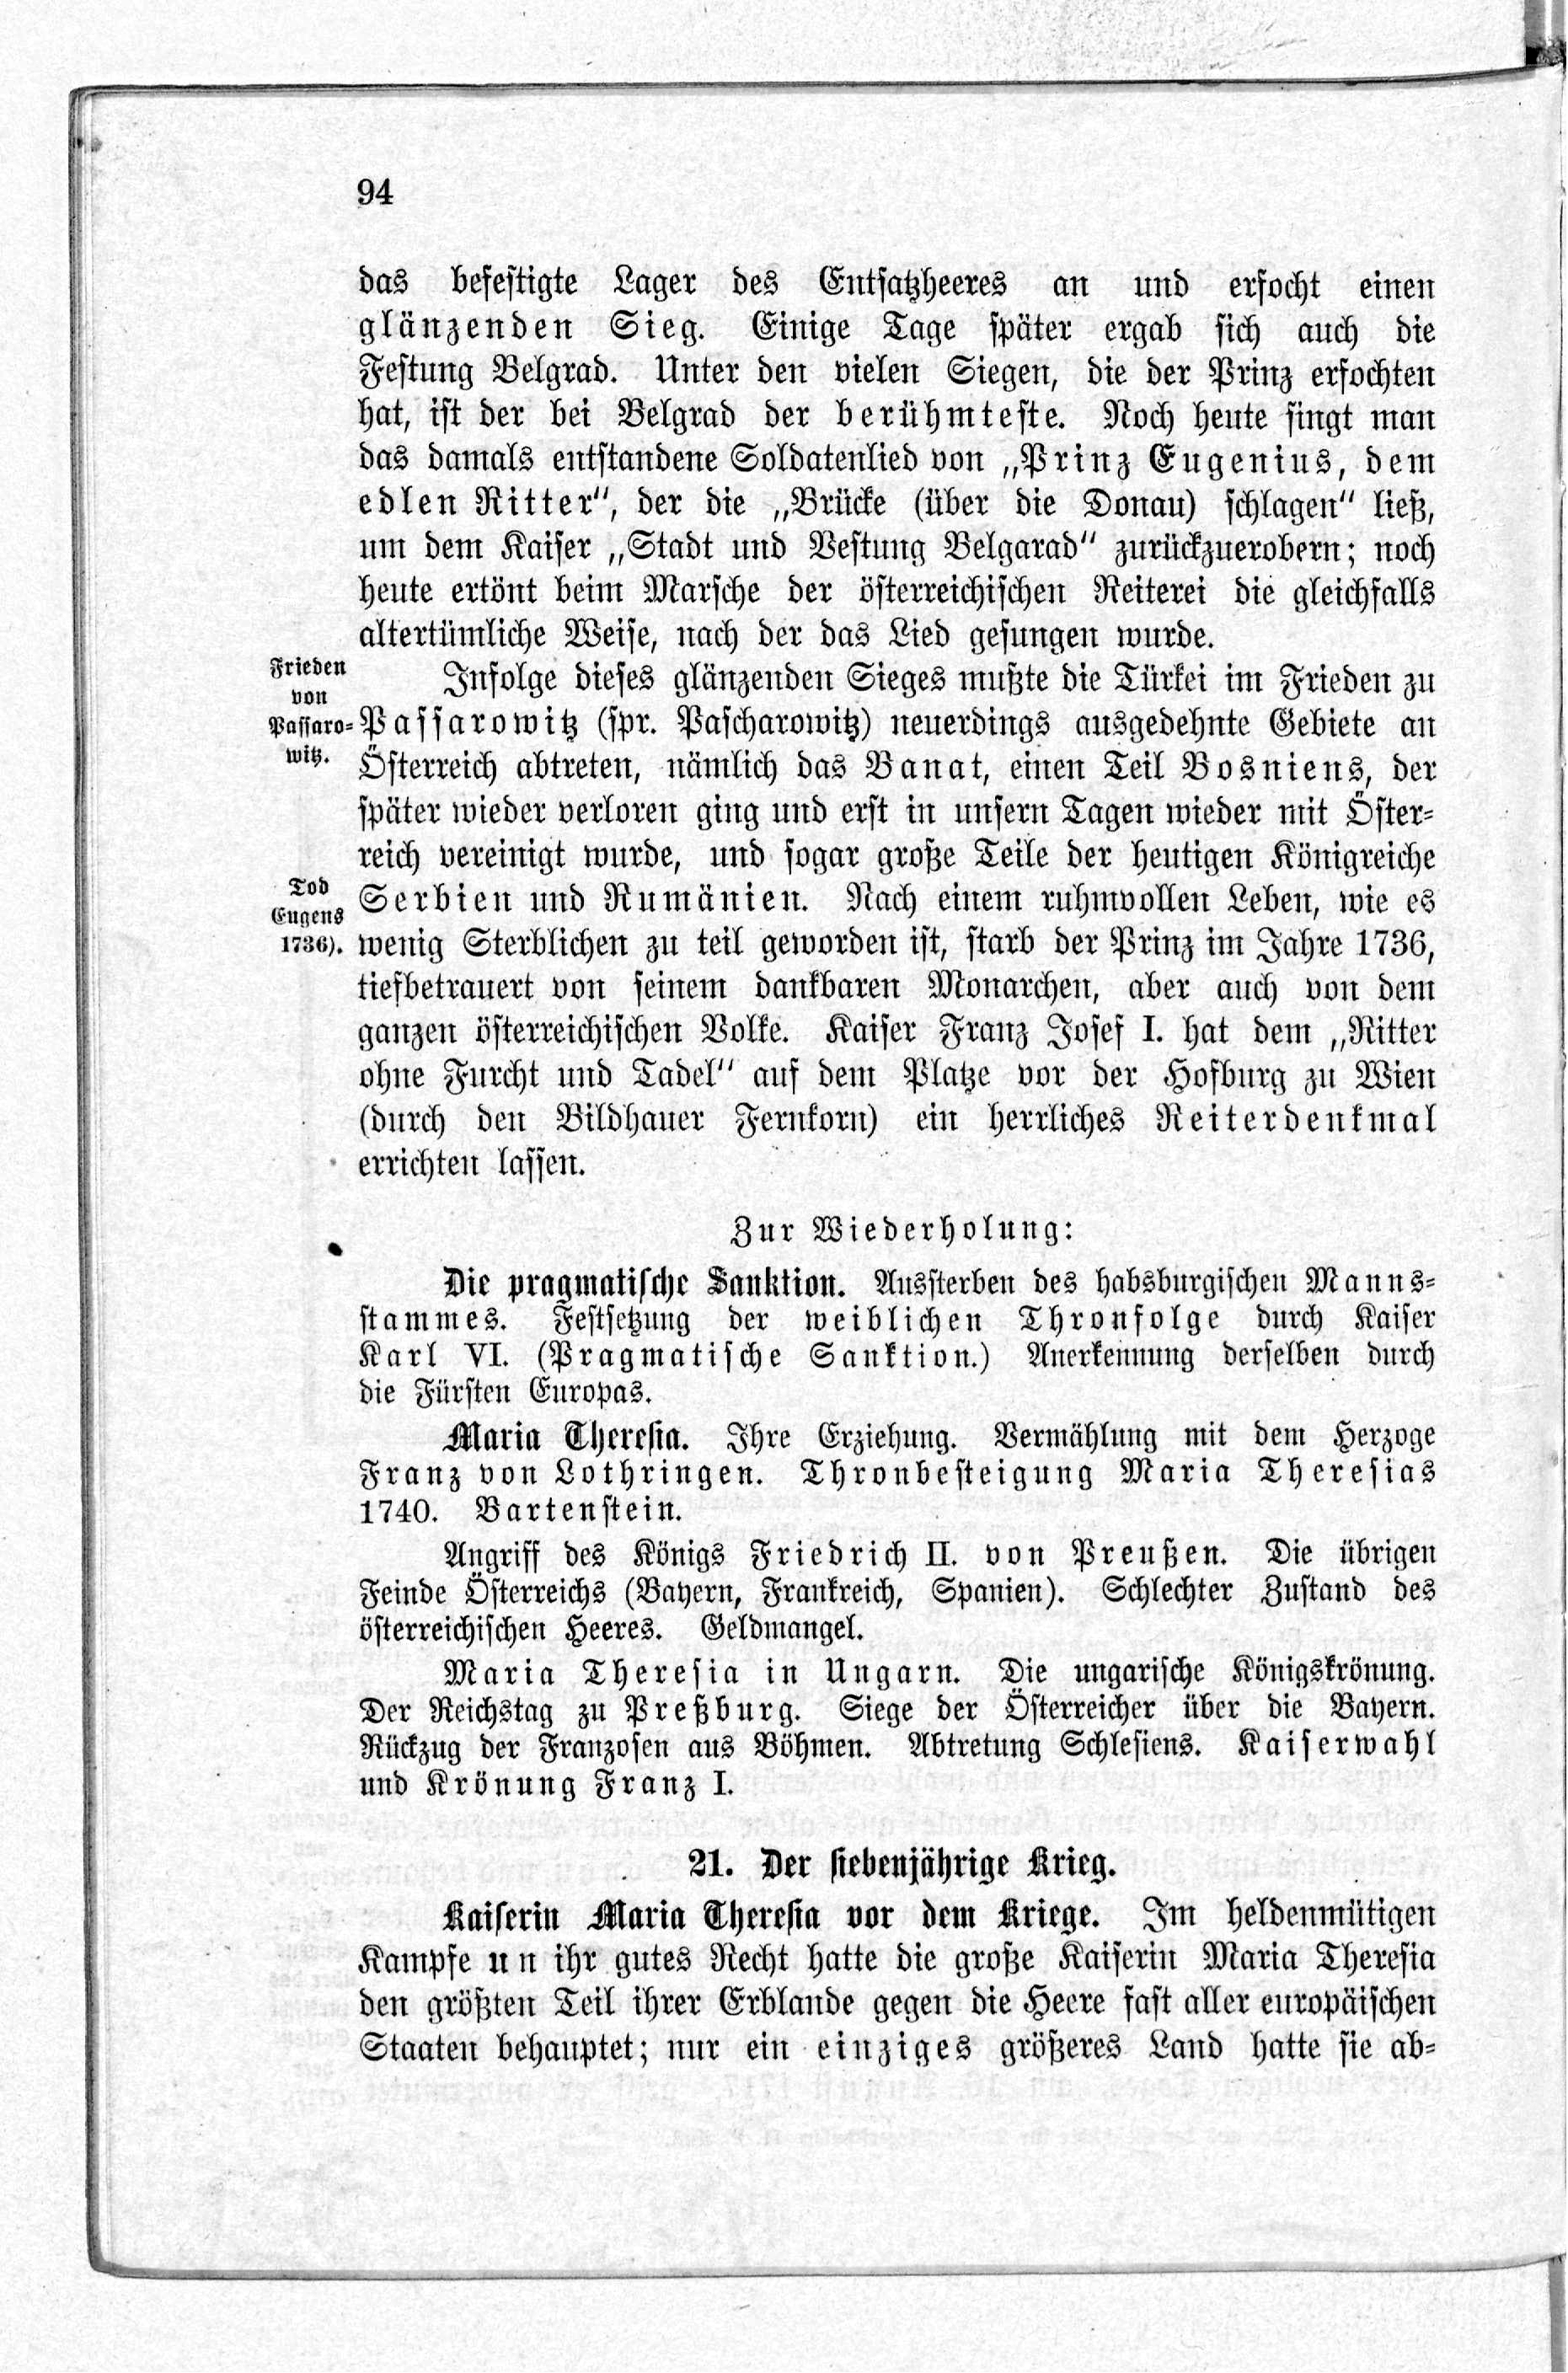 94
das befestigte Lager des Entsatzheeres an und erfocht einen
glänzenden Sieg. Einige Tage später ergab sich auch die
Festung Belgrad. Unter den vielen Siegen, die der Prinz erfochten
hat, ist der bei Belgrad der berühmteste. Noch heute singt man
das damals entstandene Soldatenlied von „Prinz Eugenius, dem
edlen Ritter“, der die „Brücke (über die Donau) schlagen“ ließ,
um dem Kaiser „Stadt und Vestung Belgarad“ zurückzuerobern; noch
heute ertönt beim Marsche der österreichischen Reiterei die gleichfalls
altertümliche Weise, nach der das Lied gesungen wurde.
Frieden
von
Passaro-
witz.
Infolge dieses glänzenden Sieges mußte die Türkei im Frieden zu
Passarowitz (spr. Pascharowitz) neuerdings ausgedehnte Gebiete an
Österreich abtreten, nämlich das Banat, einen Teil Bosniens, der
später wieder verloren ging und erst in unsern Tagen wieder mit Öster-
reich vereinigt wurde, und sogar große Teile der heutigen Königreiche
Tod
Eugens
1736).
Serbien und Rumänien. Nach einem ruhmvollen Leben, wie es
wenig Sterblichen zu teil geworden ist, starb der Prinz im Jahre 1736,
tiefbetrauert von seinem dankbaren Monarchen, aber auch von dem
ganzen österreichischen Volke. Kaiser Franz Josef I. hat dem „Ritter
ohne Furcht und Tadel“ auf dem Platze vor der Hofburg zu Wien
(durch den Bildhauer Fernkorn) ein herrliches Reiterdenkmal
errichten lassen.
Zur Wiederholung:
Die pragmatische Sanktion. Aussterben des habsburgischen Manns-
stammes. Festsetzung der weiblichen Thronfolge durch Kaiser
Karl VI. (Pragmatische Sanktion.) Anerkennung derselben durch
die Fürsten Europas.
Maria Theresia. Ihre Erziehung. Vermählung mit dem Herzoge
Franz von Lothringen. Thronbesteigung Maria Theresias
1740. Bartenstein.
Angriff des Königs Friedrich II. von Preußen. Die übrigen
Feinde Österreichs (Bayern, Frankreich, Spanien). Schlechter Zustand des
österreichischen Heeres. Geldmangel.
Maria Theresia in Ungarn. Die ungarische Königskrönung.
Der Reichstag zu Preßburg. Siege der Österreicher über die Bayern.
Rückzug der Franzosen aus Böhmen. Abtretung Schlesiens. Kaiserwahl
und Krönung Franz I.
21. Der siebenjährige Krieg.
Kaiserin Maria Theresia vor dem Kriege. Im heldenmütigen
Kampfe un ihr gutes Recht hatte die große Kaiserin Maria Theresia
den größten Teil ihrer Erblande gegen die Heere fast aller europäischen
Staaten behauptet; nur ein einziges größeres Land hatte sie ab-